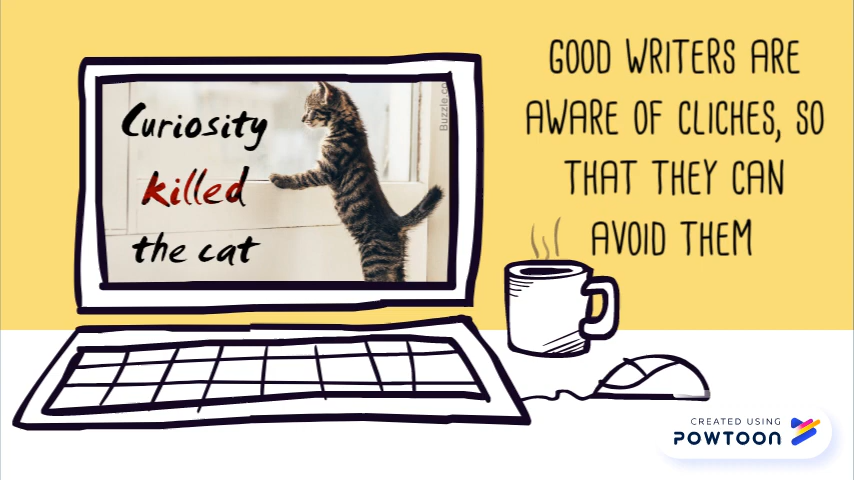 Curiosity
killed
the cat
GOOD WRITERS ARE
AWARE OF CLICHES, SO
THAT THEY CAN
AVOID THEM
CREATED USING
POWTOON